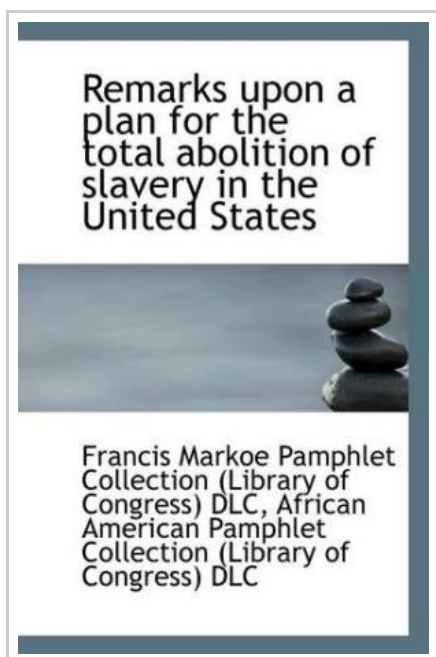 Remarks upon a
plan for the
total abolition of
slavery in the
United States
Francis Markoe Pamphlet
Collection (Library of
Congress) DLC, African
American Pamphlet
Collection (Library of
Congress) DLC